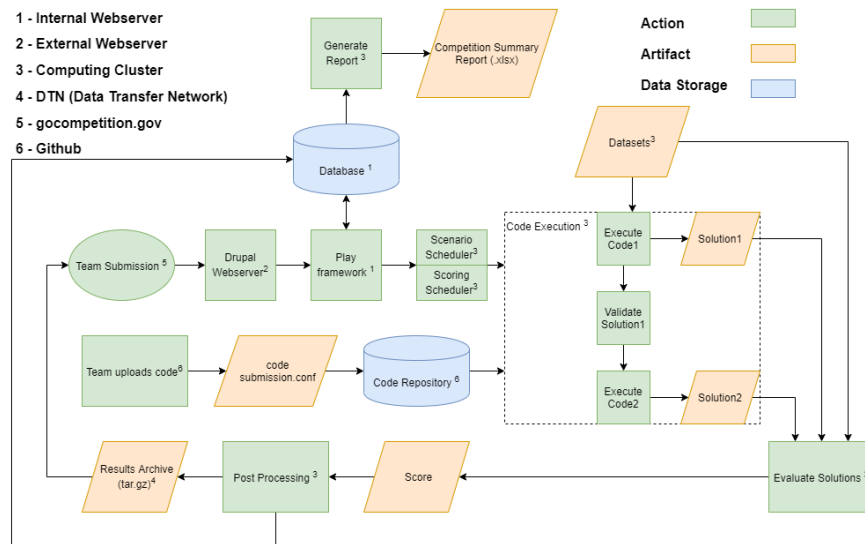 1 - Internal Webserver
2 - External Webserver
3 - Computing Cluster
4 - DTN (Data Transfer Network)
5 - gocompetition.gov
6 - Github
Generate
Report 3
Competition Summary
Report (.xlsx)
Action
Artifact
Data Storage
Database 1
Datasets3
Team Submission 5
Drupal
Webserver2
Play
framework 1
Scenario
Scheduler3
Scoring
Scheduler3
Code Execution 3
Execute
Code1
Solution1
Validate
Solution1
Execute
Code2
Solution2
Team uploads code6
code
submission.conf
Code Repository 6
Results Archive
(tar.gz)4
Post Processing 3
Score
Evaluate Solutions